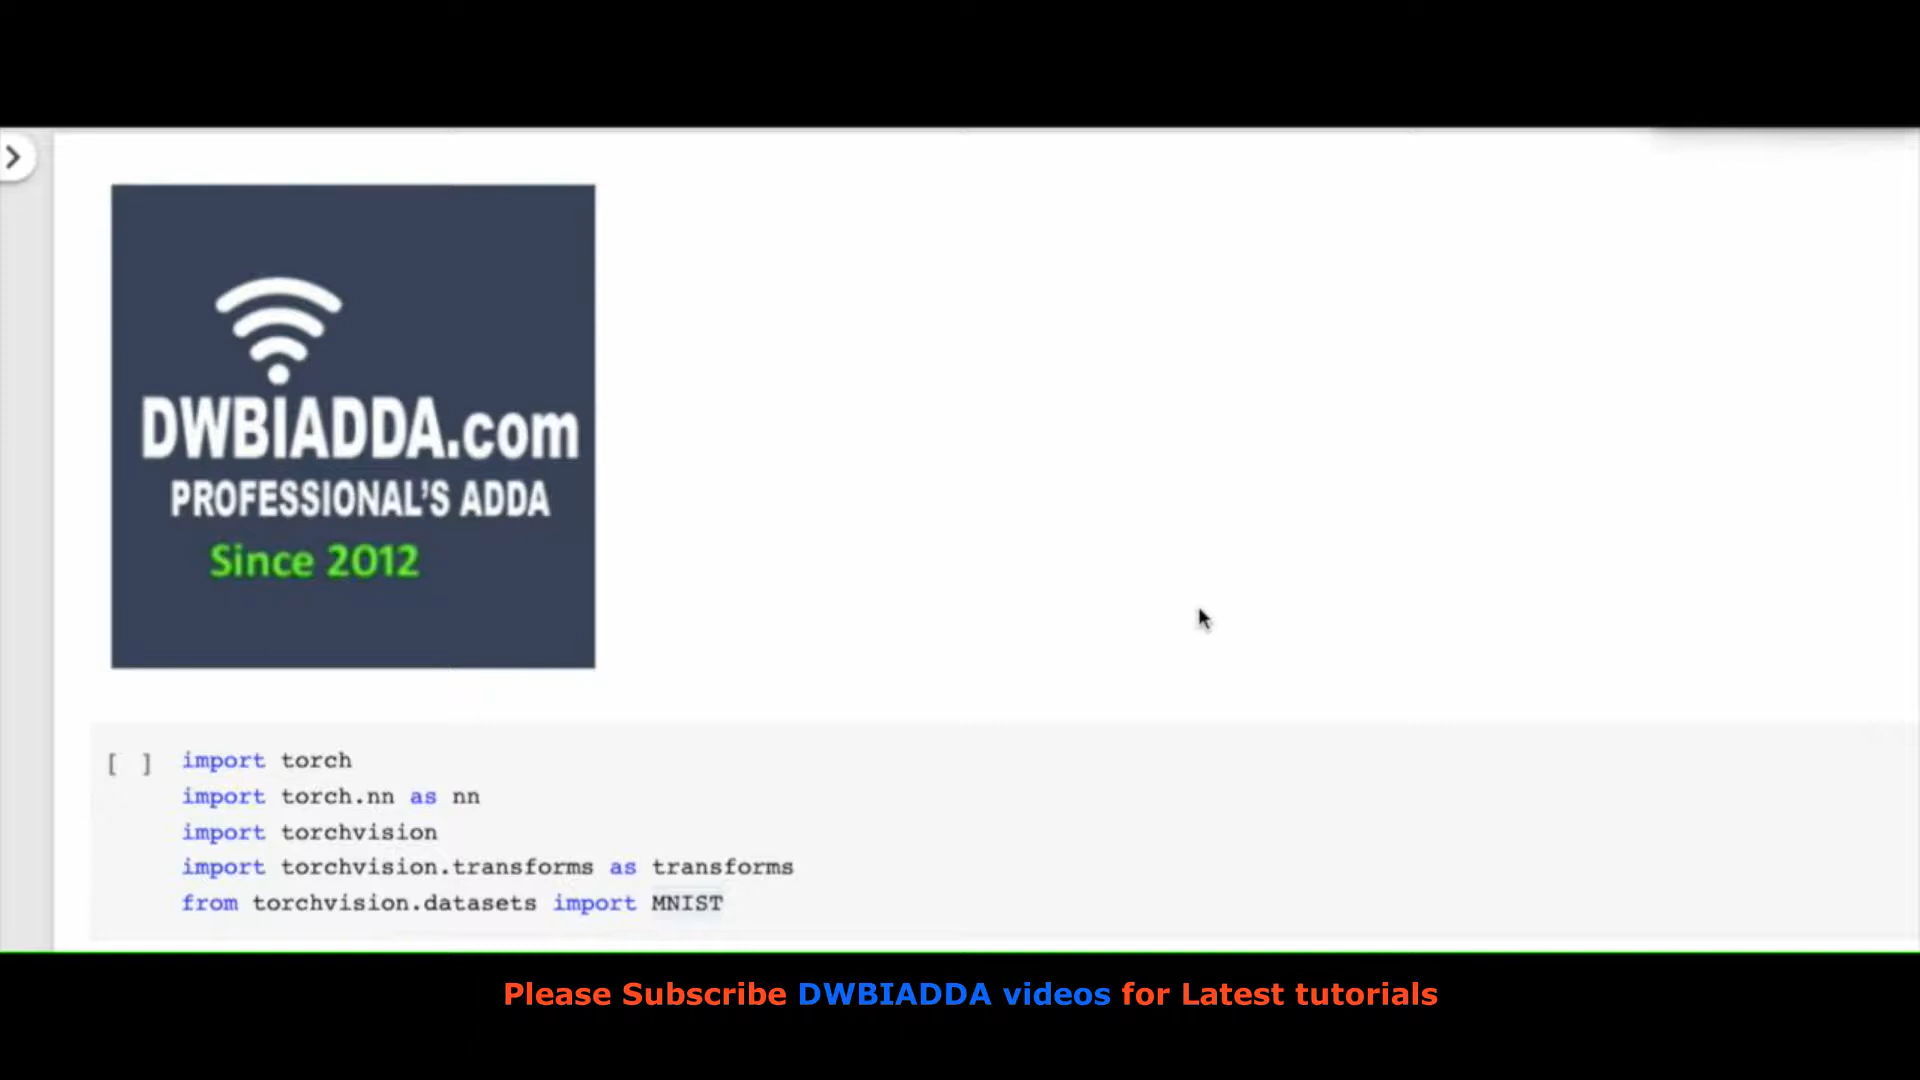 DWBIADDA.com
PROFESSIONAL'S ADDA
Since 2012
[ ] import torch
import torch.nn as nn
import torchvision
import torchvision.transforms as transforms
from torchvision.datasets import MNIST
Please Subscribe DWBIADDA videos for Latest tutorials